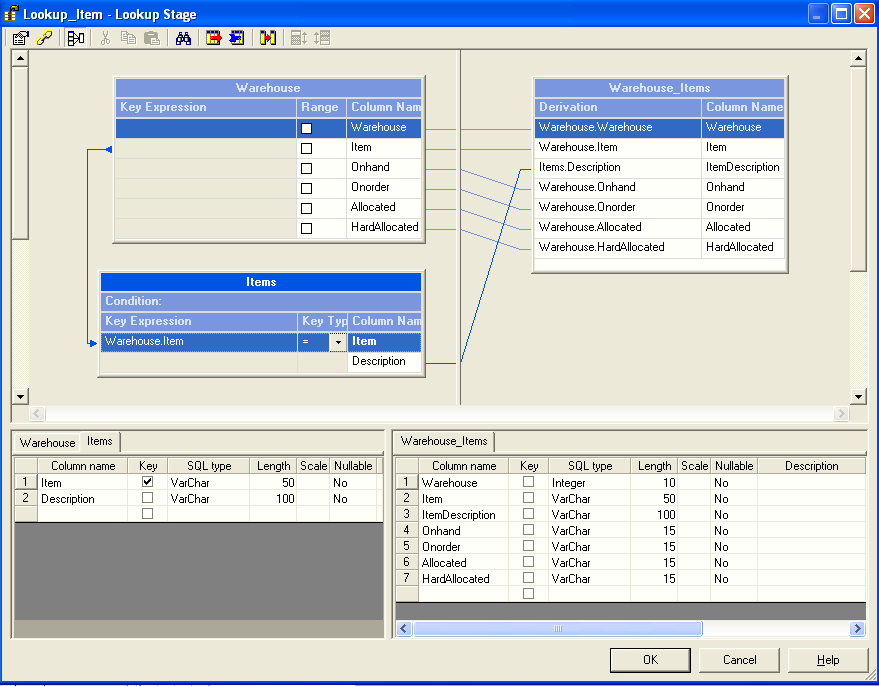 Lookup_Item - Lookup Stage
Warehouse
Key Expression Range Column Nam
Warehouse
Item
Onhand
Onorder
Allocated
HardAllocated
Items
Condition:
Key Expression Key Typ Column Nam
Warehouse.Item = Item
Description
Warehouse_Items
Derivation Column Name
Warehouse.Warehouse Warehouse
Warehouse.Item Item
Items.Description ItemDescription
Warehouse.Onhand Onhand
Warehouse.Onorder Onorder
Warehouse.Allocated Allocated
Warehouse.HardAllocated HardAllocated
Warehouse Items
Column name Key SQL type Length Scale Nullable
1 Item VarChar 50 No
2 Description VarChar 100 No
Warehouse_Items
Column name Key SQL type Length Scale Nullable Description
1 Warehouse Integer 10 No
2 Item VarChar 50 No
3 ItemDescription VarChar 100 No
4 Onhand VarChar 15 No
5 Onorder VarChar 15 No
6 Allocated VarChar 15 No
7 HardAllocated VarChar 15 No
OK Cancel Help